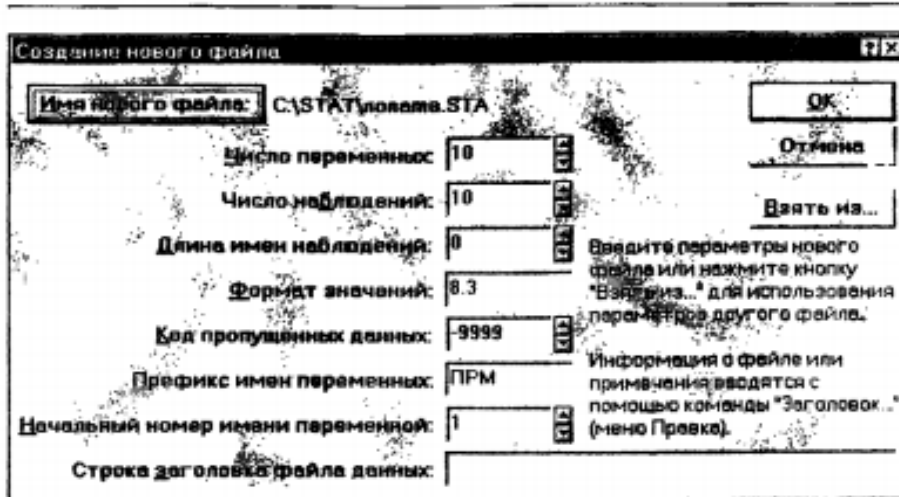 Создание нового файла
Имя нового файла: C:\STAT\noname.STA
OK
Отмена
Взять из...
Число переменных: 10
Число наблюдений: 10
Длина имен наблюдений: 0
Формат значений: 8.3
Код пропущенных данных: -9999
Префикс имен переменных: ПРМ
Начальный номер имени переменной: 1
Строка заголовка файла данных:
Введите параметры нового
файла или нажмите кнопку
"Взять из..." для использования
параметров другого файла.
Информация о файле или
примечания вводятся с
помощью команды "Заголовок..."
(меню Правка).